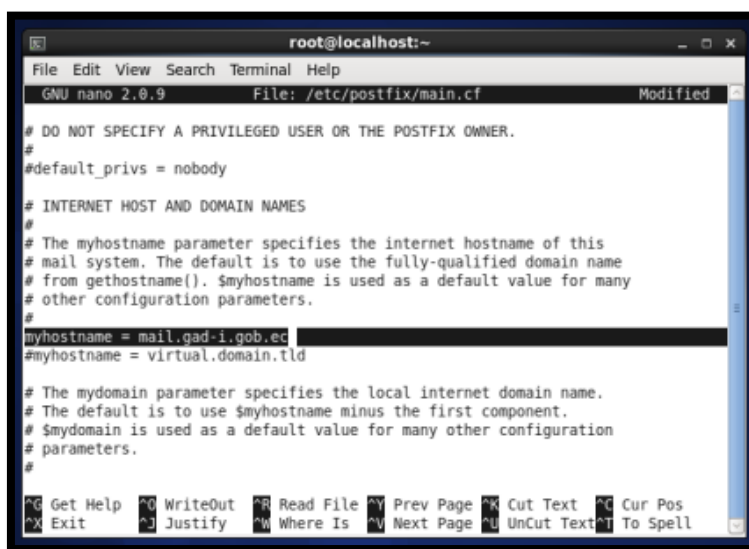 root@localhost:~
File Edit View Search Terminal Help
GNU nano 2.0.9 File: /etc/postfix/main.cf Modified
# DO NOT SPECIFY A PRIVILEGED USER OR THE POSTFIX OWNER.
#
#default_privs = nobody
# INTERNET HOST AND DOMAIN NAMES
#
# The myhostname parameter specifies the internet hostname of this
# mail system. The default is to use the fully-qualified domain name
# from gethostname(). $myhostname is used as a default value for many
# other configuration parameters.
#
myhostname = mail.gad-i.gob.ec
#myhostname = virtual.domain.tld
# The mydomain parameter specifies the local internet domain name.
# The default is to use $myhostname minus the first component.
# $mydomain is used as a default value for many other configuration
# parameters.
#
^G Get Help ^O WriteOut ^R Read File ^Y Prev Page ^K Cut Text ^C Cur Pos
^X Exit ^J Justify ^W Where Is ^V Next Page ^U UnCut Text ^T To Spell